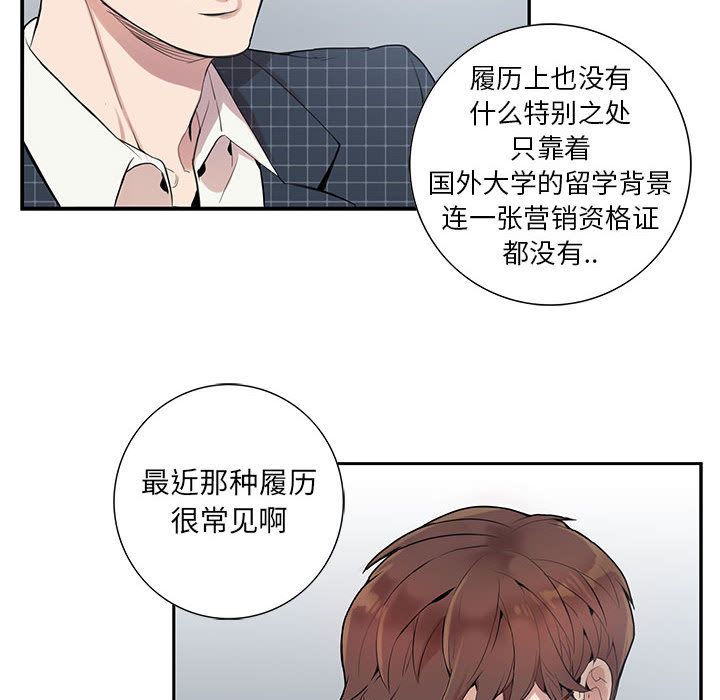 履历上也没有
什么特别之处
只靠着
国外大学的留学背景
连一张营销资格证
都没有..
最近那种履历
很常见啊